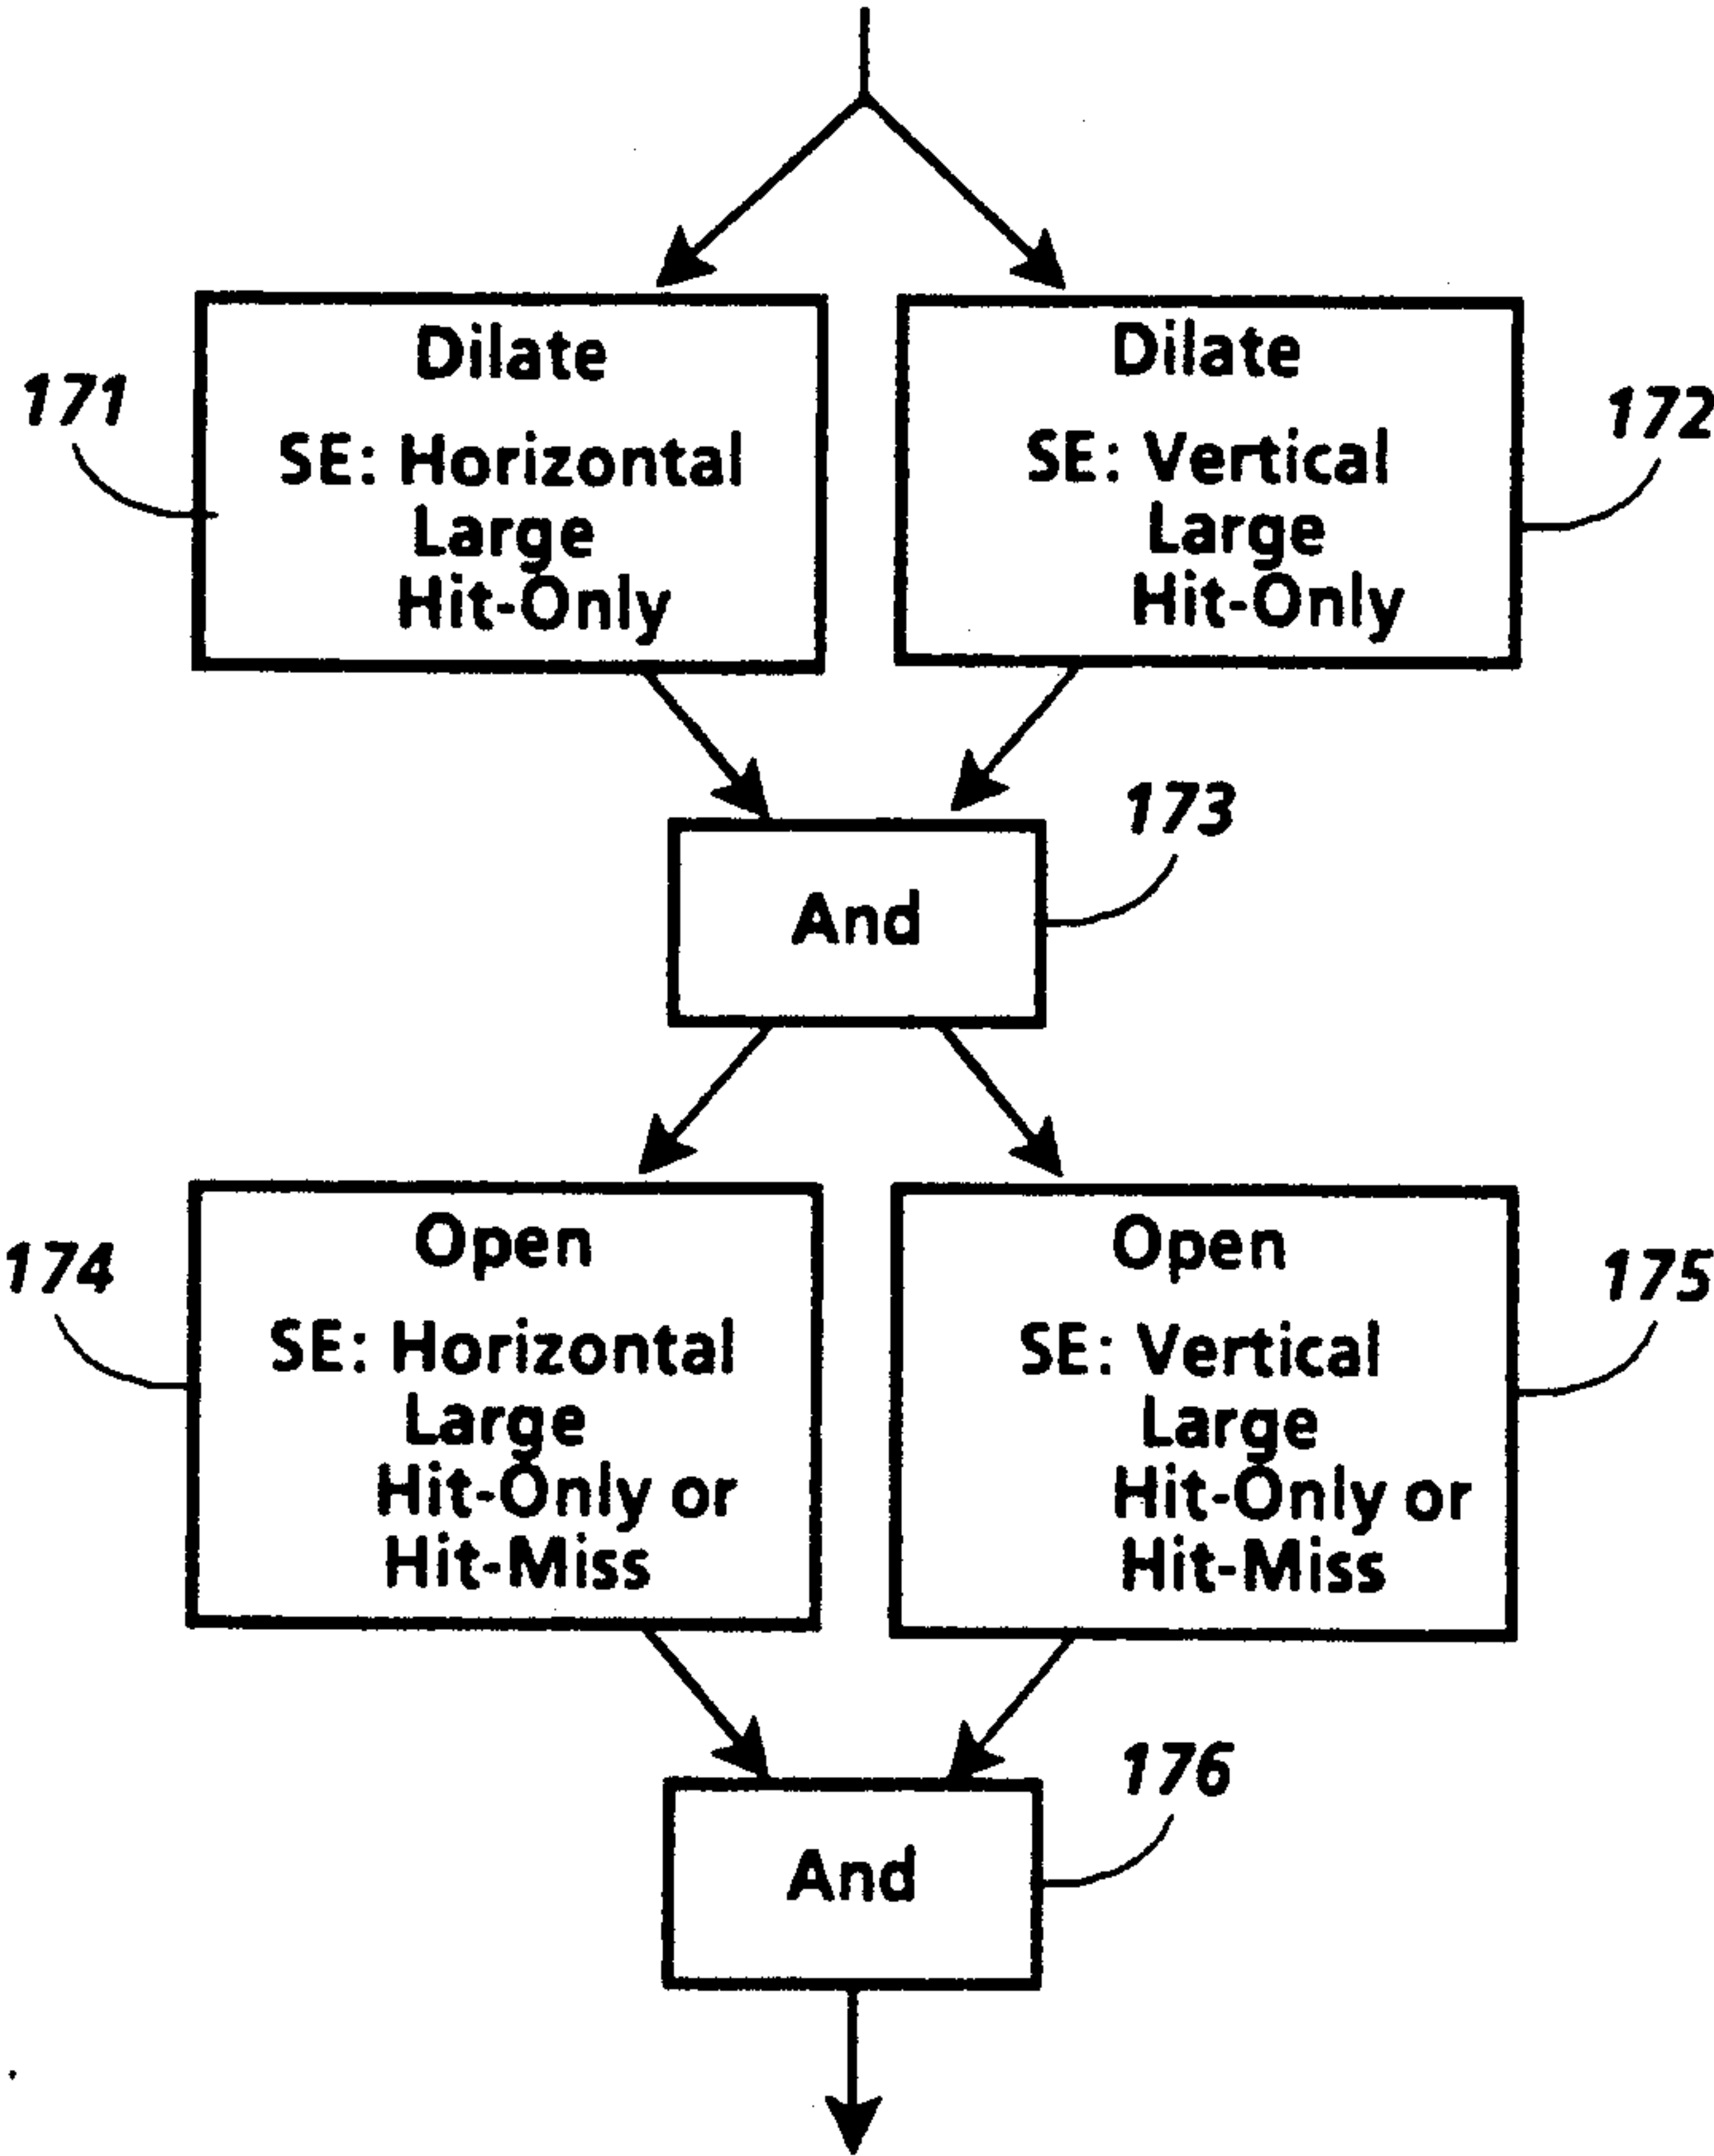 Dilate
SE: Horizontal
Large
Hit-Only
171
Dilate
SE: Vertical
Large
Hit-Only
172
And
173
Open
SE: Horizontal
Large
Hit-Only or
Hit-Miss
174
Open
SE: Vertical
Large
Hit-Only or
Hit-Miss
175
And
176